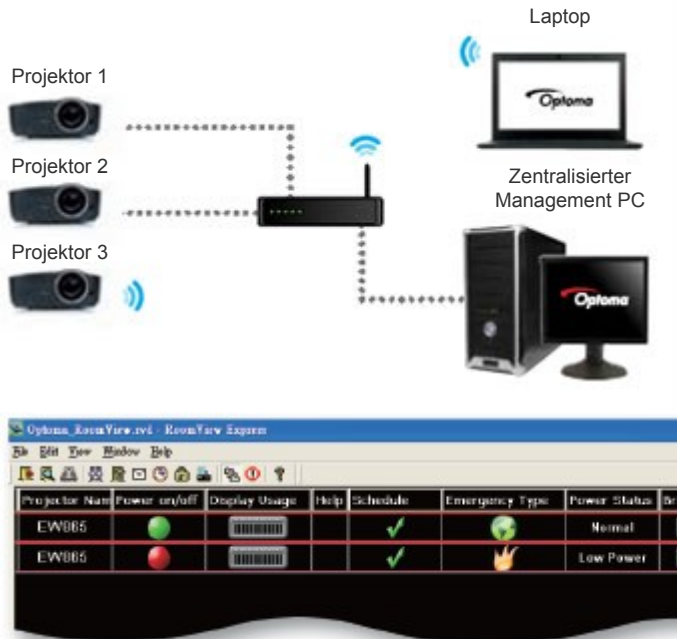 Laptop
Projektor 1
Optoma
Projektor 2
Zentralisierter
Management PC
Projektor 3
Optoma
Optoma_RoomView.rvd - RoomView Express
File Edit View Window Help
Projector Nam Power on/off Display Usage Help Schedule Emergency Type Power Status Br
EW865 Normal
EW865 Low Power